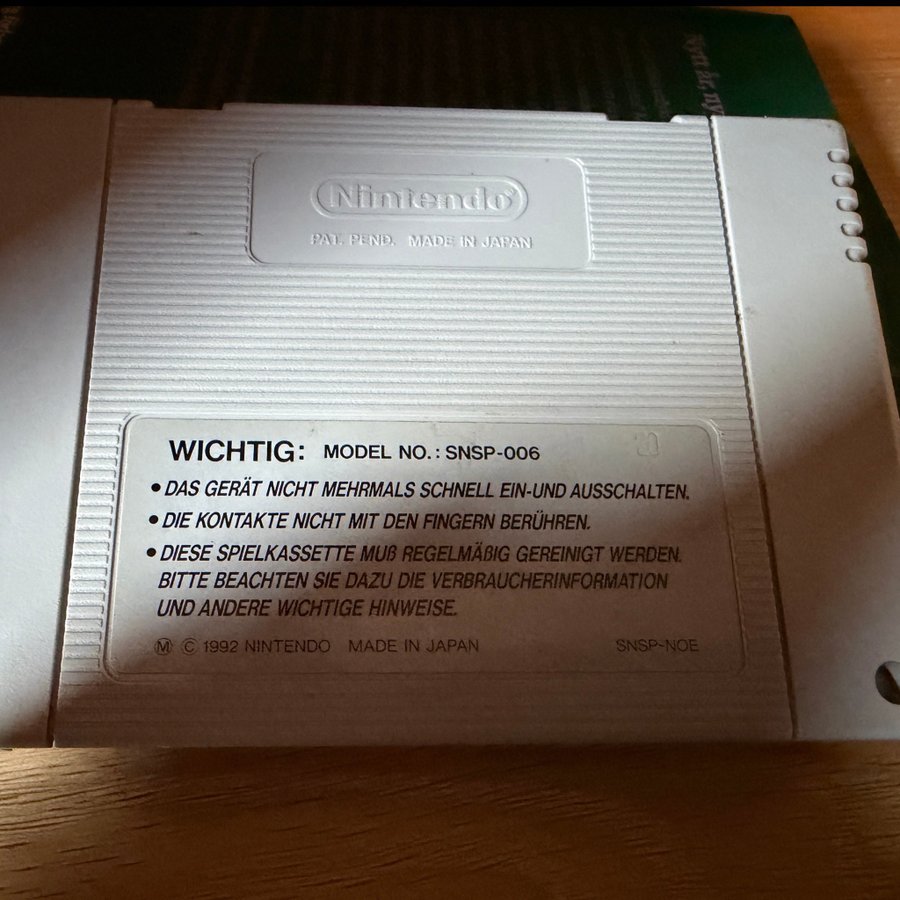 Nintendo®
PAT. PEND. MADE IN JAPAN
WICHTIG: MODEL NO.: SNSP-006
• DAS GERÄT NICHT MEHRMALS SCHNELL EIN-UND AUSSCHALTEN.
• DIE KONTAKTE NICHT MIT DEN FINGERN BERÜHREN.
• DIESE SPIELKASSETTE MUß REGELMÄßIG GEREINIGT WERDEN.
BITTE BEACHTEN SIE DAZU DIE VERBRAUCHERINFORMATION
UND ANDERE WICHTIGE HINWEISE.
Ⓜ © 1992 NINTENDO MADE IN JAPAN SNSP-NOE